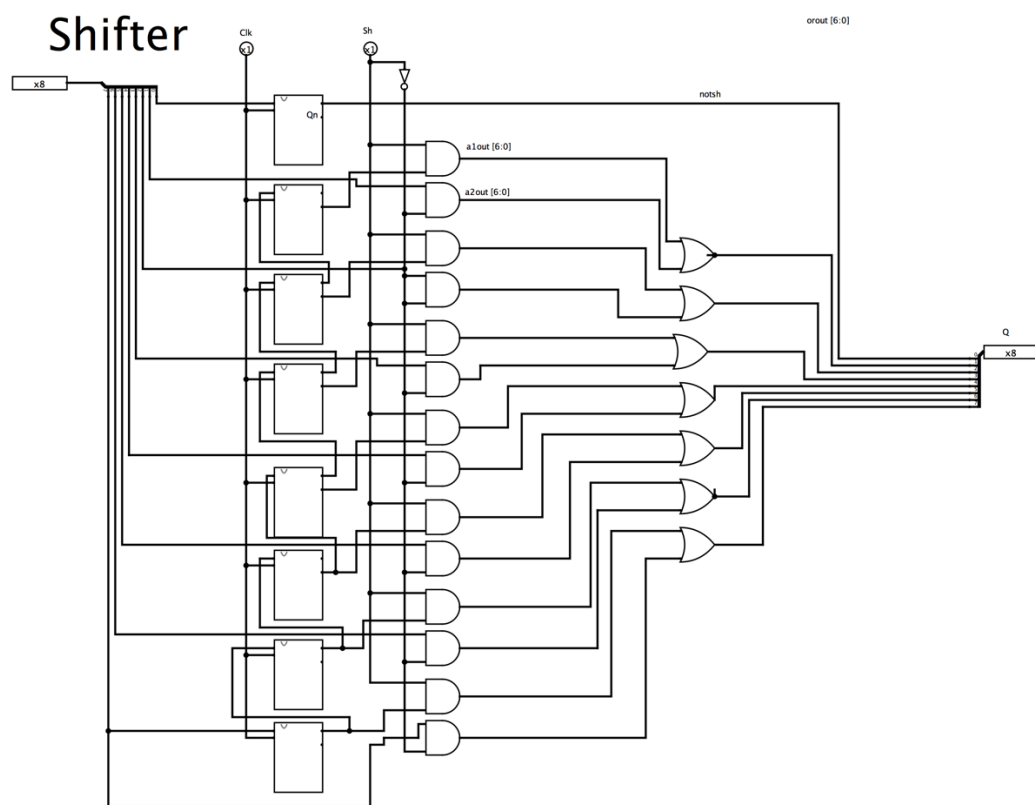 orout [6:0]
Shifter
Clk
Sh
x1
x1
x8
notsh
Qn
a1out [6:0]
a2out [6:0]
Q
x8